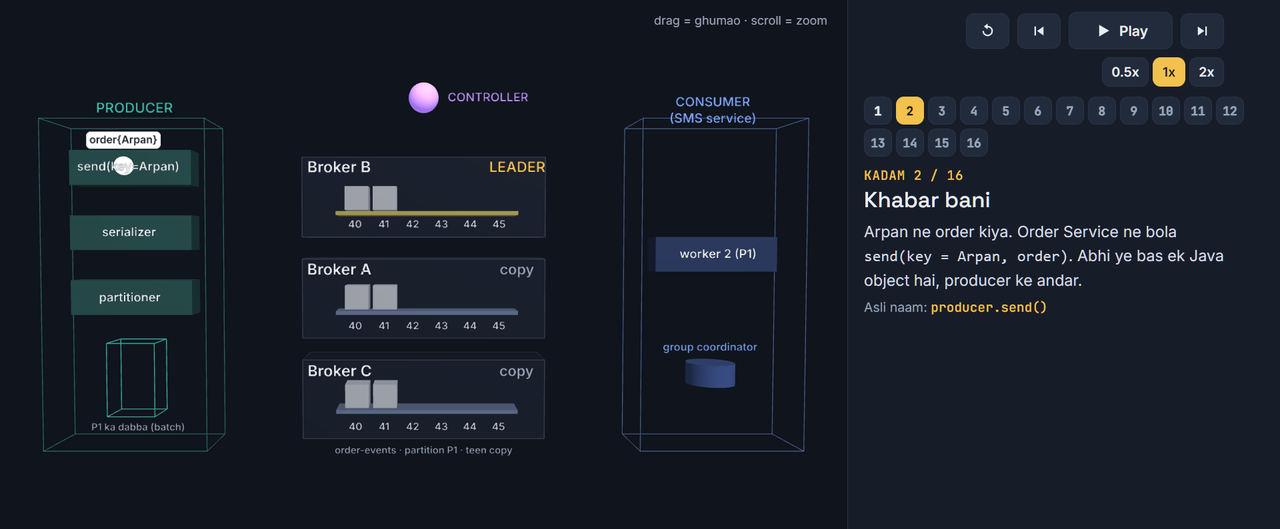 drag = ghumao · scroll = zoom
PRODUCER
order{Arpan}
send(key=Arpan)
serializer
partitioner
P1 ka dabba (batch)
CONTROLLER
Broker B LEADER
40 41 42 43 44 45
Broker A copy
40 41 42 43 44 45
Broker C copy
40 41 42 43 44 45
order-events · partition P1 · teen copy
CONSUMER
(SMS service)
worker 2 (P1)
group coordinator
Play
0.5x 1x 2x
1 2 3 4 5 6 7 8 9 10 11 12
13 14 15 16
KADAM 2 / 16
Khabar bani
Arpan ne order kiya. Order Service ne bola
send(key = Arpan, order). Abhi ye bas ek Java
object hai, producer ke andar.
Asli naam: producer.send()